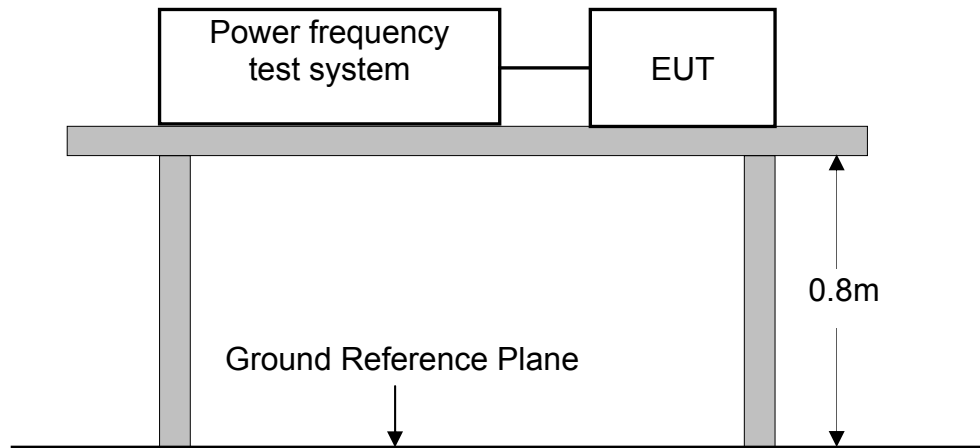 Power frequency
test system
EUT
0.8m
Ground Reference Plane